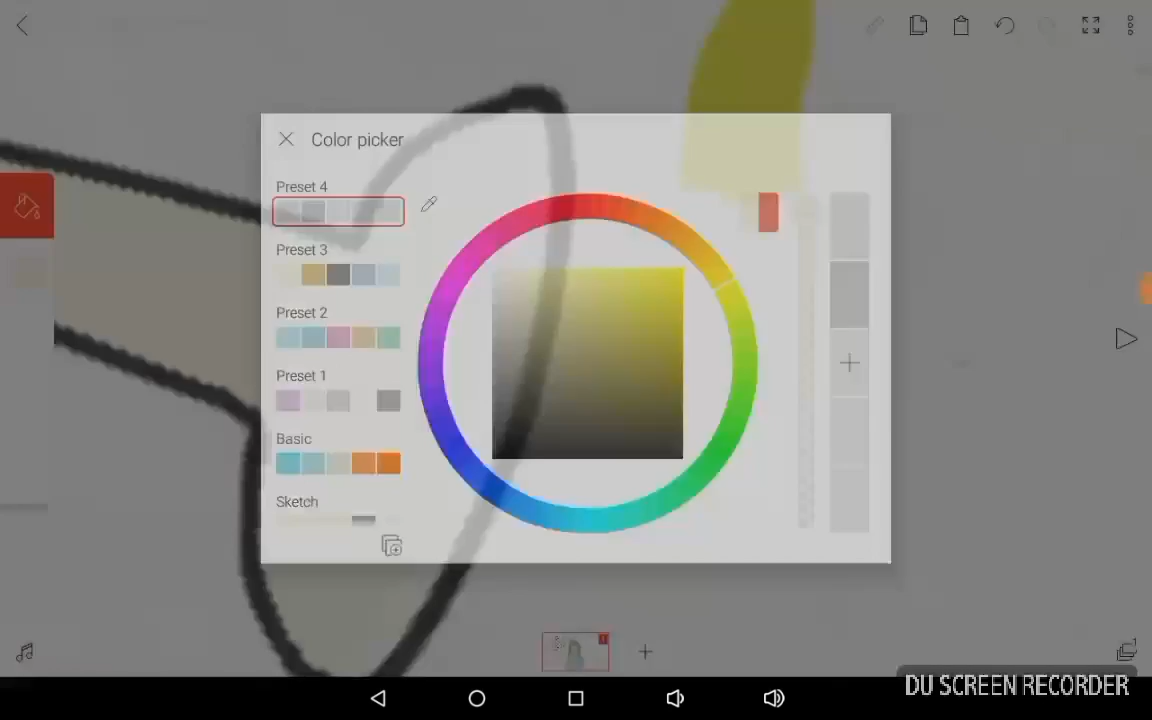 Color picker
Preset 4
Preset 3
Preset 2
Preset 1
Basic
Sketch
DU SCREEN RECORDER